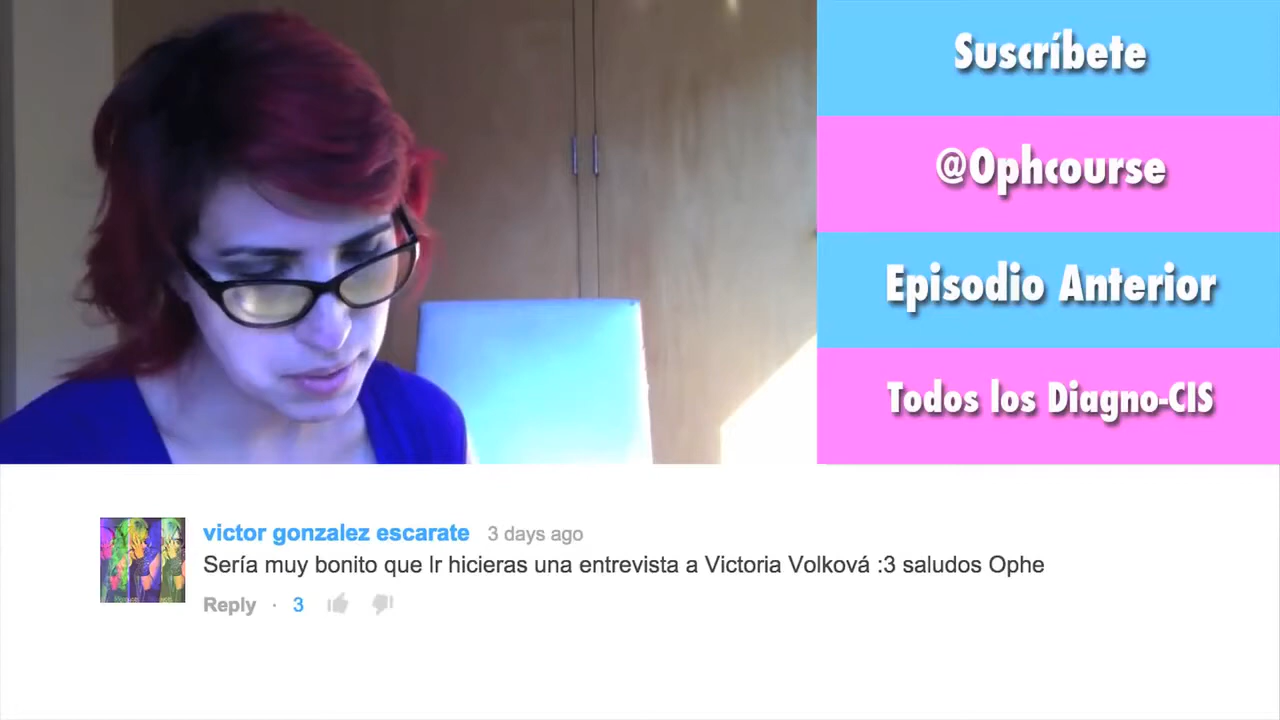 Suscríbete
@Ophcourse
Episodio Anterior
Todos los Diagno-CIS
victor gonzalez escarate 3 days ago
Sería muy bonito que lr hicieras una entrevista a Victoria Volková :3 saludos Ophe
Reply · 3